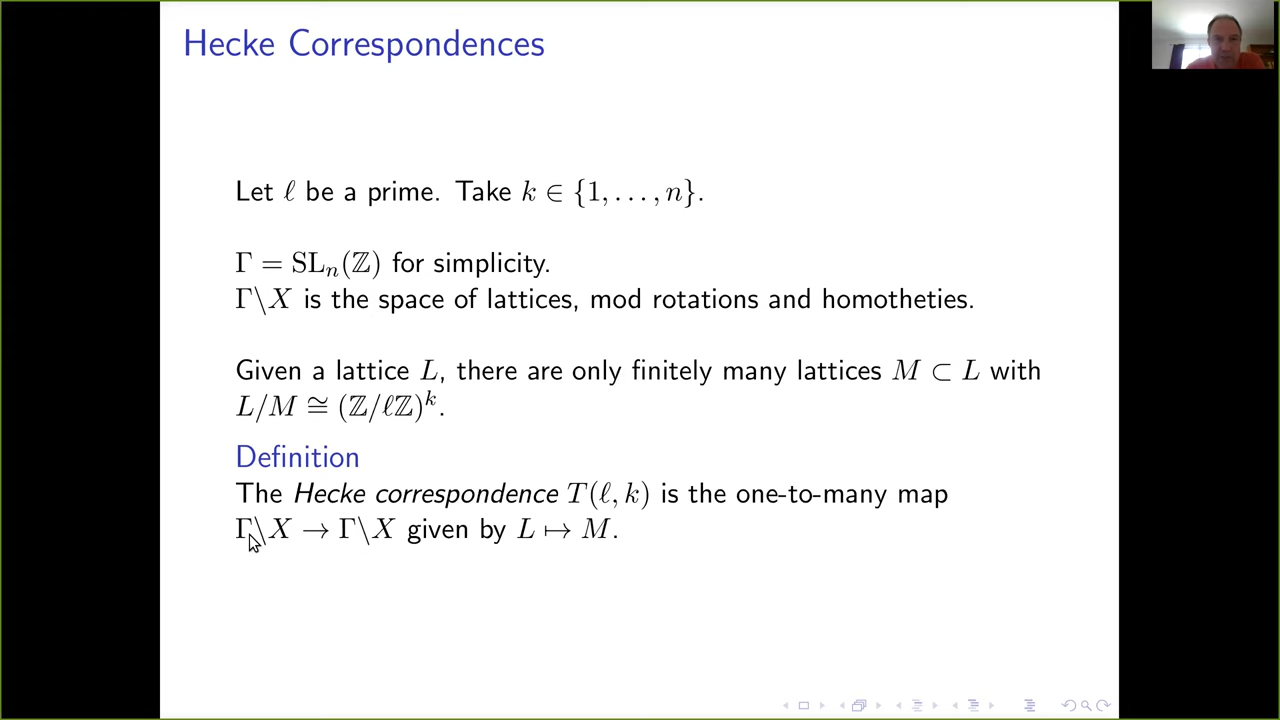 Hecke Correspondences
Let ℓ be a prime. Take k ∈ {1, . . . , n}.
Γ = SLₙ(ℤ) for simplicity.
Γ\X is the space of lattices, mod rotations and homotheties.
Given a lattice L, there are only finitely many lattices M ⊂ L with
L/M ≅ (ℤ/ℓℤ)ᵏ.
Definition
The Hecke correspondence T(ℓ, k) is the one-to-many map
Γ\X → Γ\X given by L ↦ M.